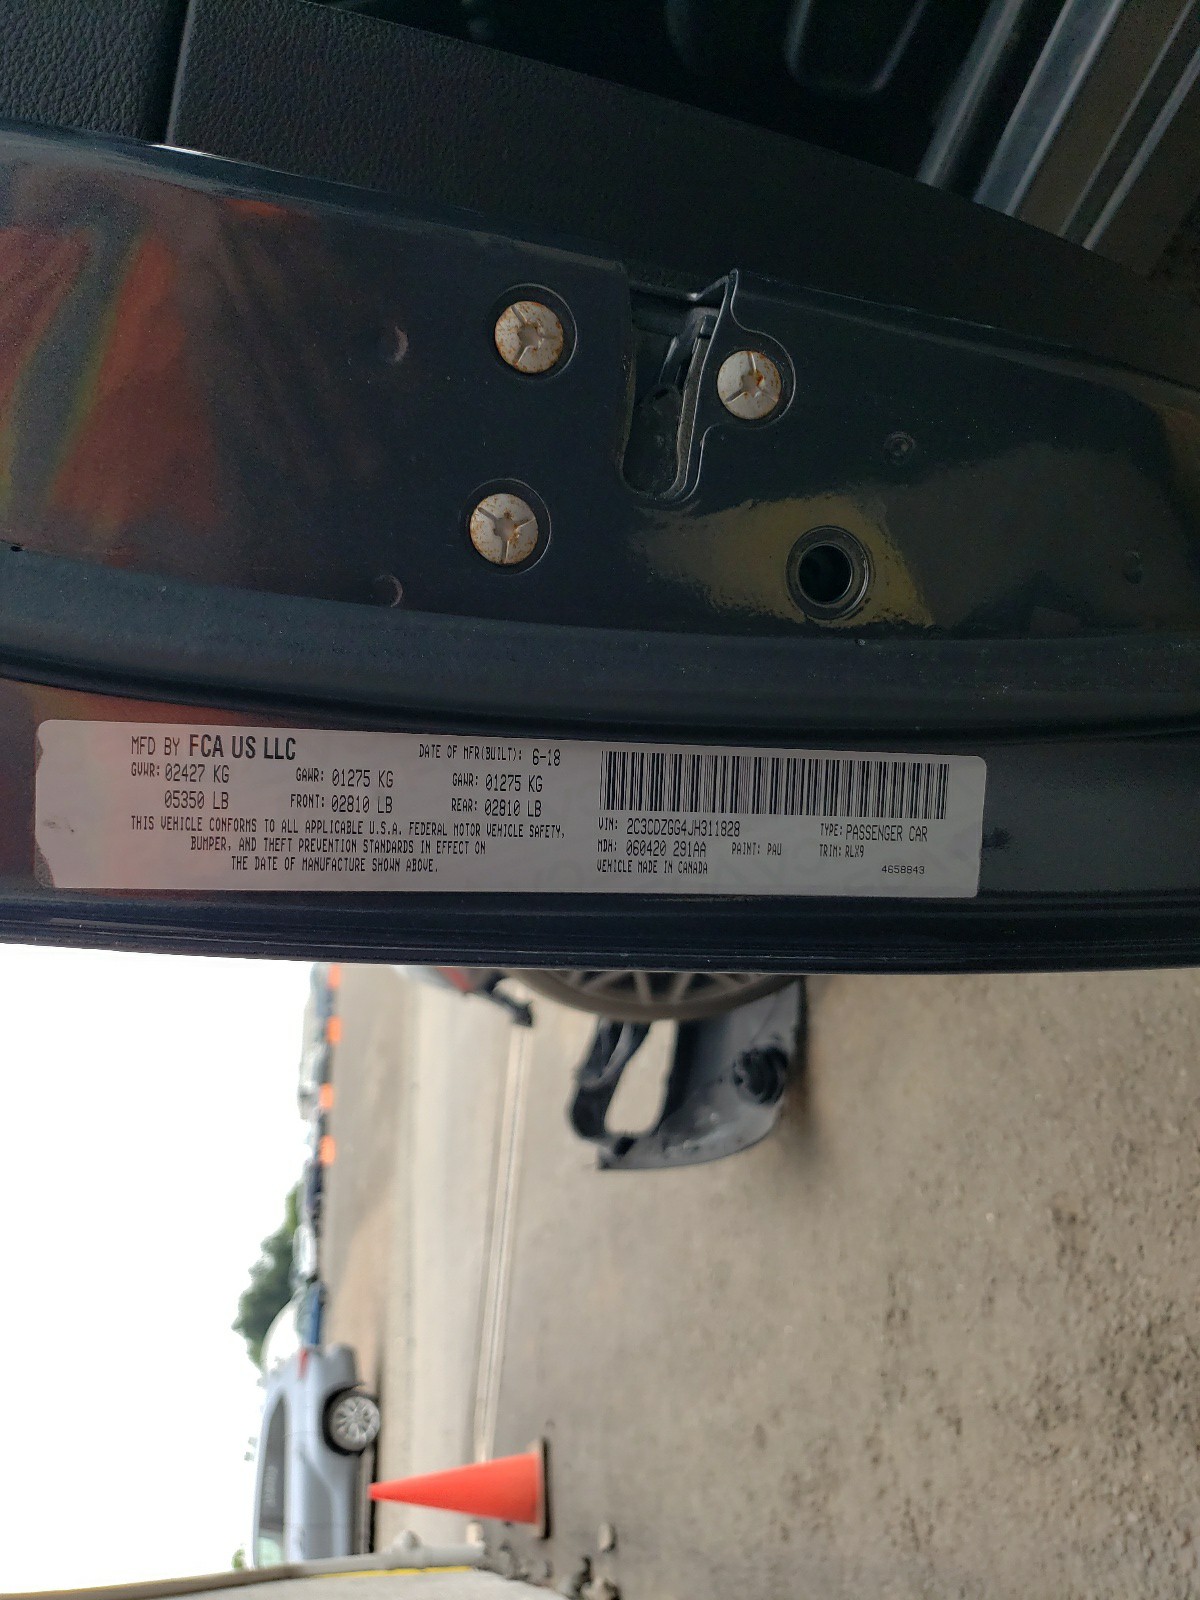 MFD BY FCA US LLC DATE OF MFR(BUILT): 6-18
GVWR: 02427 KG GAWR: 01275 KG GAWR: 01275 KG
05350 LB FRONT: 02810 LB REAR: 02810 LB
THIS VEHICLE CONFORMS TO ALL APPLICABLE U.S.A. FEDERAL MOTOR VEHICLE SAFETY,
BUMPER, AND THEFT PREVENTION STANDARDS IN EFFECT ON
THE DATE OF MANUFACTURE SHOWN ABOVE.
VIN: 2C3CDZGG4JH311828 TYPE: PASSENGER CAR
MDH: 060420 291AA PAINT: PAU TRIM: RLX9
VEHICLE MADE IN CANADA 4658843